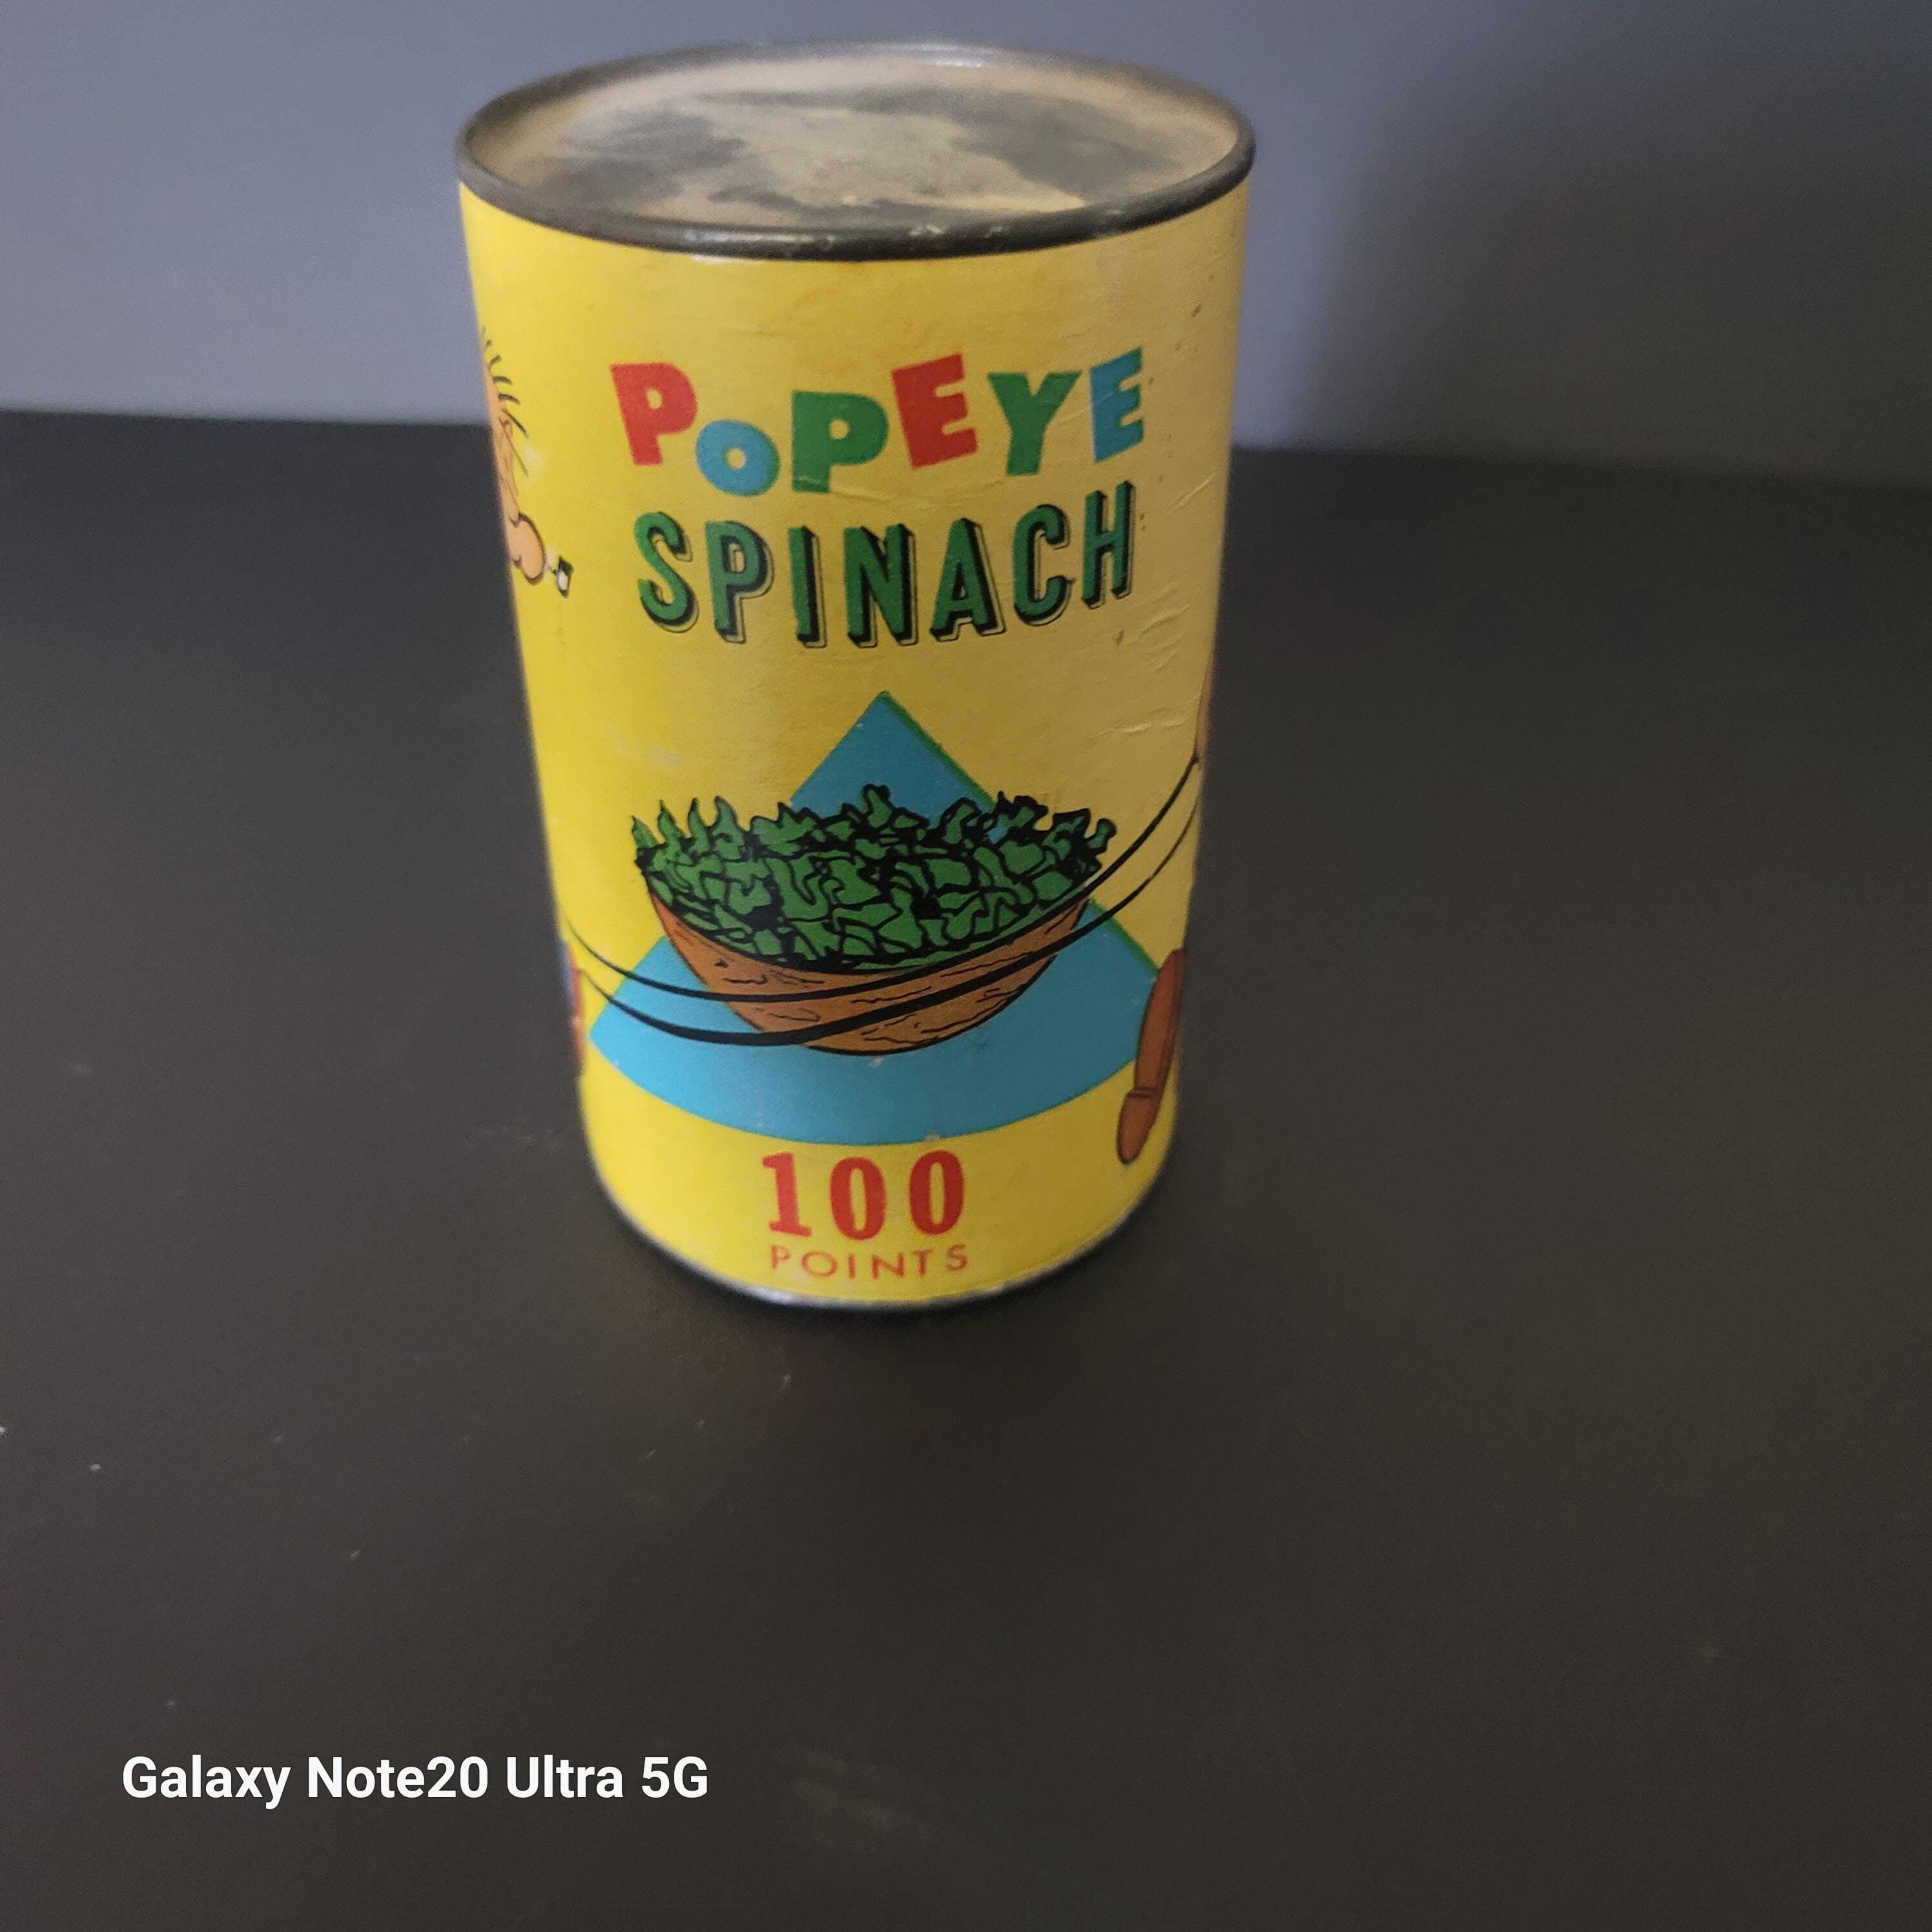 POPEYE
SPINACH
100
POINTS
Galaxy Note20 Ultra 5G